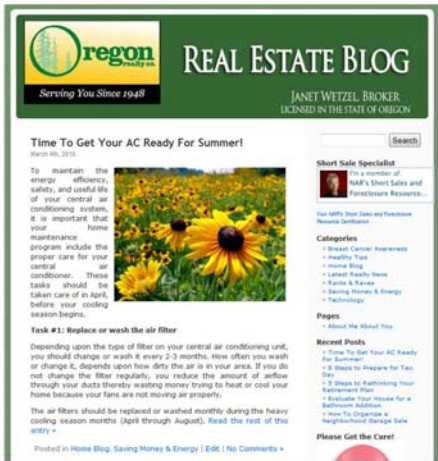 Oregon
realty co.
Serving You Since 1948
REAL ESTATE BLOG
JANET WETZEL, BROKER
LICENSED IN THE STATE OF OREGON
Time To Get Your AC Ready For Summer!
March 4th, 2010
To maintain the
energy efficiency,
safety, and useful life
of your central air
conditioning system,
it is important that
your home
maintenance
program include the
proper care for your
central air
conditioner. These
tasks should be
taken care of in April,
before your cooling
season begins.
Task #1: Replace or wash the air filter
Depending upon the type of filter on your central air conditioning unit,
you should change or wash it every 2-3 months. How often you wash
or change it, depends upon how dirty the air is in your area. If you do
not change the filter regularly, you reduce the amount of airflow
through your ducts thereby wasting money trying to heat or cool your
home because your fans are not moving air properly.
The air filters should be replaced or washed monthly during the heavy
cooling season months (April through August). Read the rest of this
entry »
Posted in Home Blog, Saving Money & Energy | Edit | No Comments »
Search
Short Sale Specialist
I'm a member of:
NAR's Short Sales and
Foreclosure Resource...
Visit NAR's Short Sales and Foreclosure
Resource Certification
Categories
» Breast Cancer Awareness
» Healthy Tips
» Home Blog
» Latest Realty News
» Rants & Raves
» Saving Money & Energy
» Technology
Pages
» About Me About You
Recent Posts
» Time To Get Your AC Ready
For Summer!
» 8 Steps to Prepare for Tax
Day
» 5 Steps to Rethinking Your
Retirement Plan
» Evaluate Your House for a
Bathroom Addition
» How To Organize a
Neighborhood Garage Sale
Please Get the Cure!